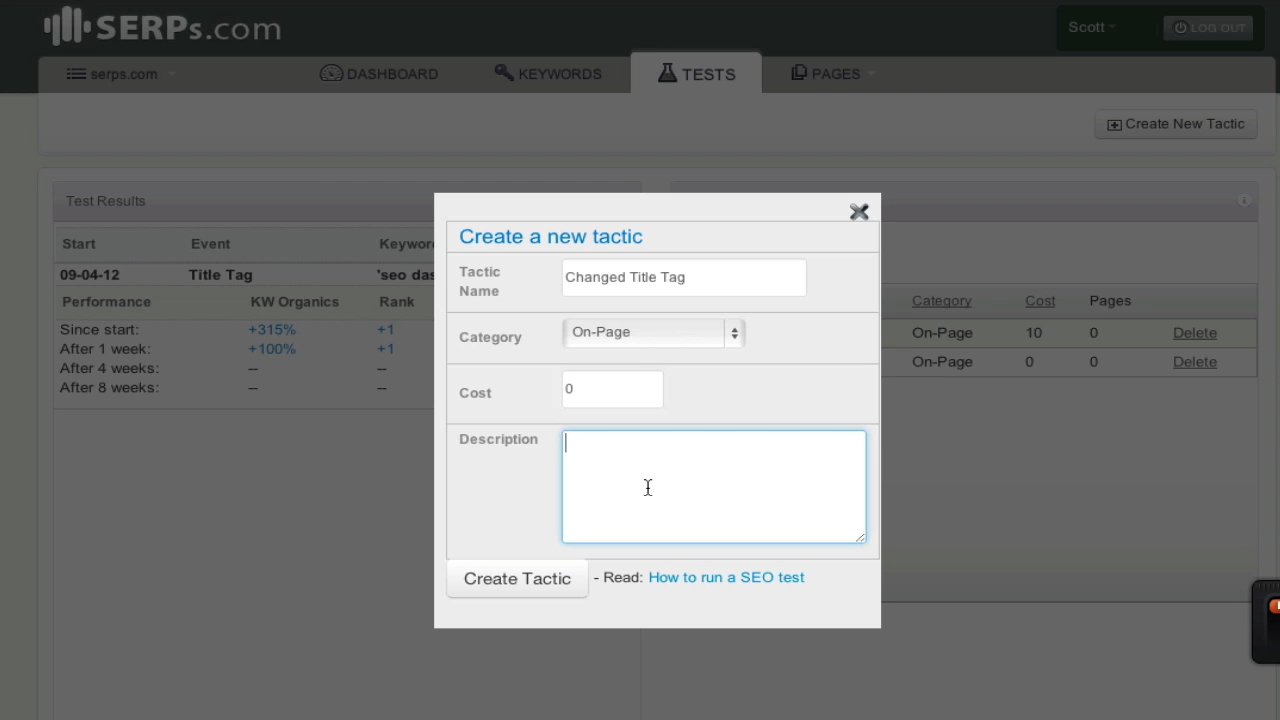 SERPs.com
Scott
LOG OUT
serps.com
DASHBOARD
KEYWORDS
TESTS
PAGES
Create New Tactic
Test Results
Start Event
09-04-12 Title Tag 'seo
Performance KW Organics Rank
Since start: +315% +1
After 1 week: +100% +1
After 4 weeks: -- --
After 8 weeks: -- --
Create a new tactic
Tactic Name
Changed Title Tag
Category
On-Page
Cost
0
Description
Create Tactic - Read: How to run a SEO test
Category Cost Pages
On-Page 10 0 Delete
On-Page 0 0 Delete